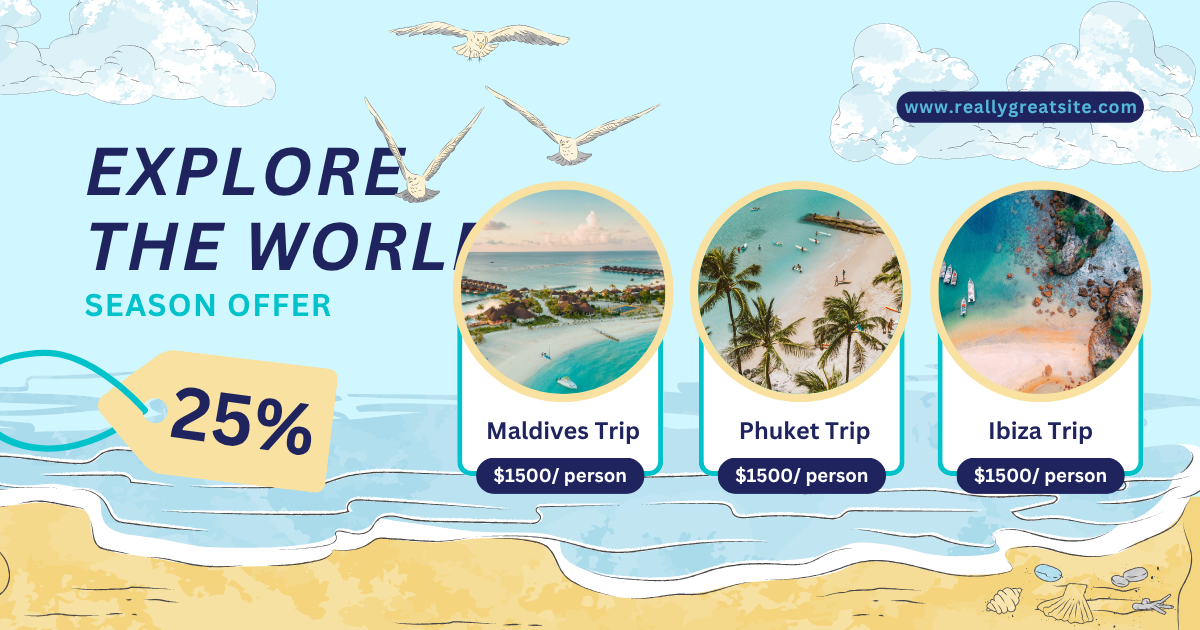 www.reallygreatsite.com
EXPLORE
THE WORL
SEASON OFFER
25%
Maldives Trip
$1500/ person
Phuket Trip
$1500/ person
Ibiza Trip
$1500/ person